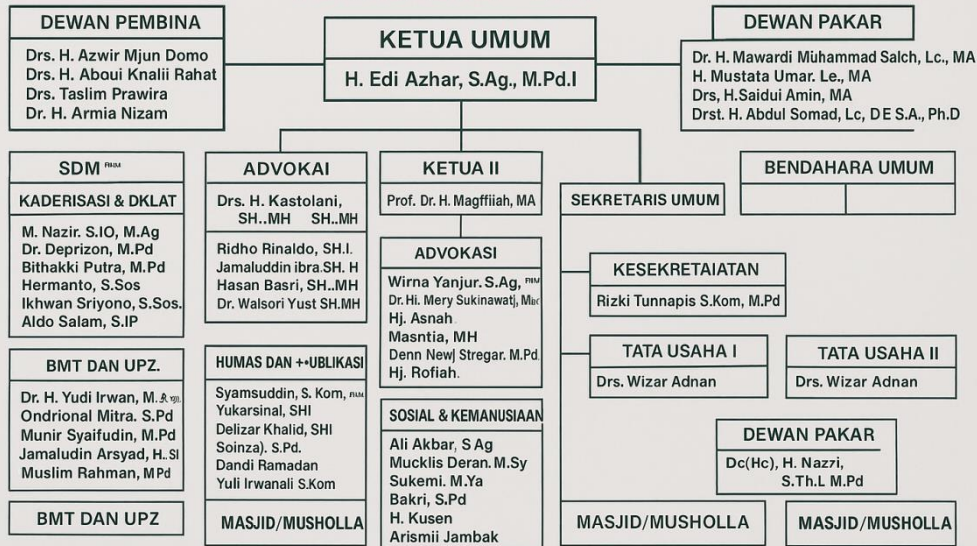 DEWAN PEMBINA
Drs. H. Azwir Mjun Domo
Drs. H. Aboui Knalii Rahat
Drs. Taslim Prawira
Dr. H. Armia Nizam
KETUA UMUM
H. Edi Azhar, S.Ag., M.Pd.I
DEWAN PAKAR
Dr. H. Mawardi Muhammad Salch, Lc., MA
H. Mustata Umar. Le., MA
Drs, H.Saidui Amin, MA
Drst. H. Abdul Somad, Lc, D E S.A., Ph.D
SDM
KADERISASI & DKLAT
M. Nazir. S.IO, M.Ag
Dr. Deprizon, M.Pd
Bithakki Putra, M.Pd
Hermanto, S.Sos
Ikhwan Sriyono, S.Sos.
Aldo Salam, S.IP
ADVOKAI
Drs. H. Kastolani,
SH..MH SH..MH
Ridho Rinaldo, SH.I.
Jamaluddin ibra.SH. H
Hasan Basri, SH..MH
Dr. Walsori Yust SH.MH
KETUA II
Prof. Dr. H. Magffiiah, MA
ADVOKASI
Wirna Yanjur. S.Ag,
Dr. Hi. Mery Sukinawatj,
Hj. Asnah
Masntia, MH
Denn Newj Stregar. M.Pd.
Hj. Rofiah.
SEKRETARIS UMUM
BENDAHARA UMUM
KESEKRETAIATAN
Rizki Tunnapis S.Kom, M.Pd
TATA USAHA I
Drs. Wizar Adnan
TATA USAHA II
Drs. Wizar Adnan
BMT DAN UPZ.
Dr. H. Yudi Irwan, M.
Ondrional Mitra. S.Pd
Munir Syaifudin, M.Pd
Jamaludin Arsyad, H.. SI
Muslim Rahman, M Pd
HUMAS DAN +•UBLIKASI
Syamsuddin, S. Kom,
Yukarsinal, SHI
Delizar Khalid, SHI
Soinza). S.Pd.
Dandi Ramadan
Yuli Irwanali S.Kom
SOSIAL & KEMANUSIAAN
Ali Akbar, S Ag
Mucklis Deran. M.Sy
Sukemi. M.Ya
Bakri, S.Pd
H. Kusen
Arismii Jambak
DEWAN PAKAR
Dc(Hc), H. Nazzi,
S.Th.L M.Pd
BMT DAN UPZ
MASJID/MUSHOLLA
MASJID/MUSHOLLA
MASJID/MUSHOLLA